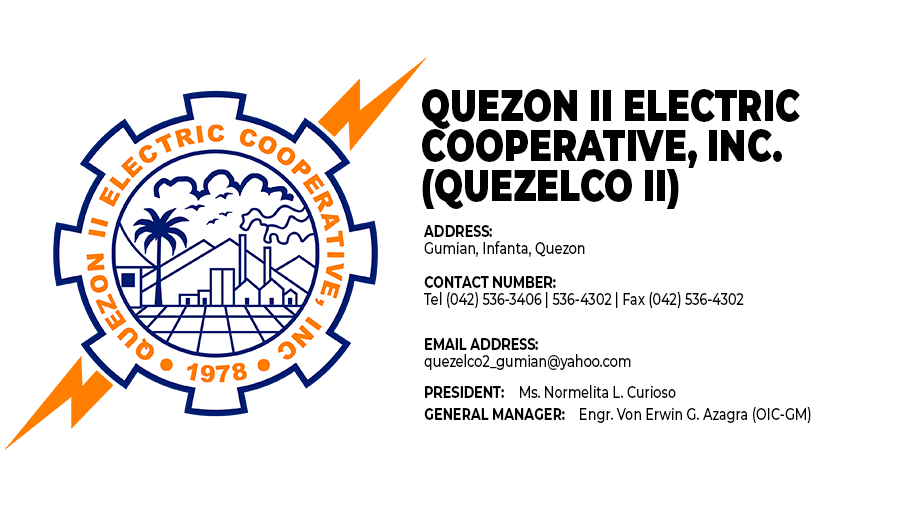 QUEZON II ELECTRIC COOPERATIVE, INC.
• 1978 •
QUEZON II ELECTRIC
COOPERATIVE, INC.
(QUEZELCO II)
ADDRESS:
Gumian, Infanta, Quezon
CONTACT NUMBER:
Tel (042) 536-3406 | 536-4302 | Fax (042) 536-4302
EMAIL ADDRESS:
quezelco2_gumian@yahoo.com
PRESIDENT: Ms. Normelita L. Curioso
GENERAL MANAGER: Engr. Von Erwin G. Azagra (OIC-GM)